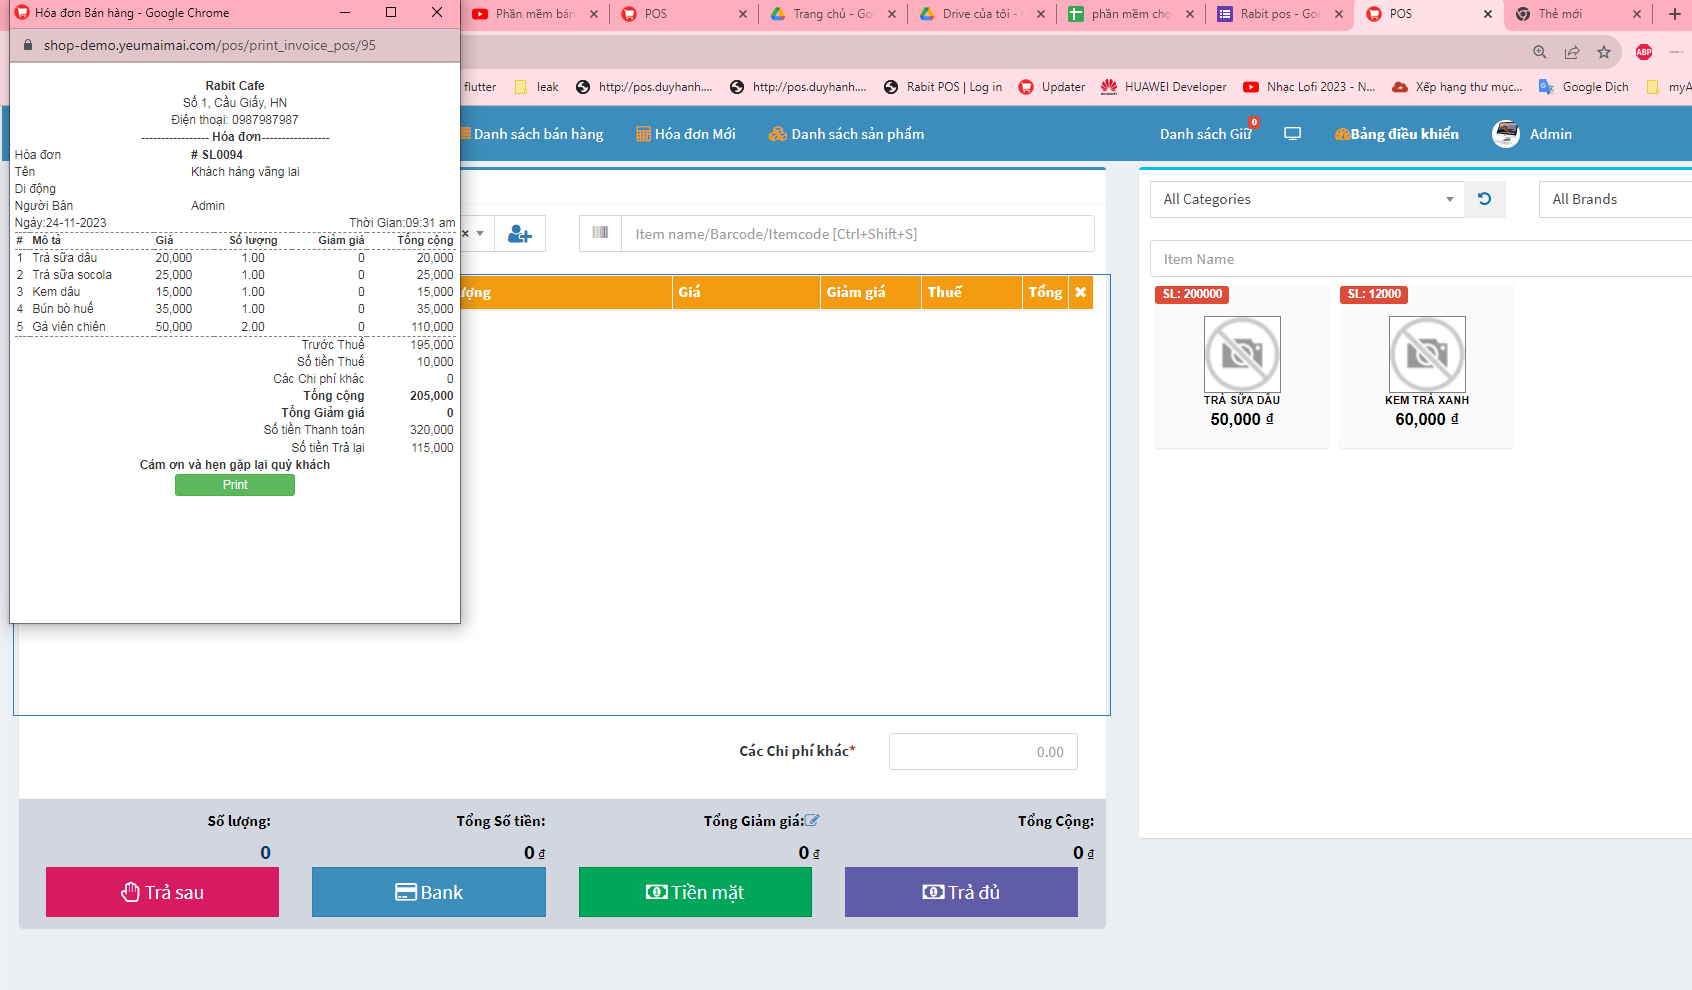 Hóa đơn Bán hàng - Google Chrome
shop-demo.yeumaimai.com/pos/print_invoice_pos/95
Rabit Cafe
Số 1, Cầu Giấy, HN
Điện thoại: 0987987987
----------------- Hóa đơn-----------------
Hóa đơn # SL0094
Tên Khách hàng vãng lai
Di động
Người Bán Admin
Ngày:24-11-2023 Thời Gian:09:31 am
# Mô tả Giá Số lượng Giảm giá Tổng cộng
1 Trà sữa dâu 20,000 1.00 0 20,000
2 Trà sữa socola 25,000 1.00 0 25,000
3 Kem dâu 15,000 1.00 0 15,000
4 Bún bò huế 35,000 1.00 0 35,000
5 Gà viên chiên 50,000 2.00 0 110,000
Trước Thuế 195,000
Số tiền Thuế 10,000
Các Chi phí khác 0
Tổng cộng 205,000
Tổng Giảm giá 0
Số tiền Thanh toán 320,000
Số tiền Trả lại 115,000
Cám ơn và hẹn gặp lại quý khách
Print
Phần mềm bán POS Trang chủ - Go Drive của tôi - phần mềm cho Rabit pos - Goo POS Thẻ mới
ABP
flutter leak http://pos.duyhanh.... http://pos.duyhanh.... Rabit POS | Log in Updater HUAWEI Developer Nhạc Lofi 2023 - N... Xếp hạng thư mục... Google Dịch myA
Danh sách bán hàng Hóa đơn Mới Danh sách sản phẩm Danh sách Giữ 0 Bảng điều khiển Admin
Item name/Barcode/Itemcode [Ctrl+Shift+S]
ượng Giá Giảm giá Thuế Tổng
All Categories All Brands
Item Name
SL: 200000 SL: 12000
TRÀ SỮA DÂU KEM TRÀ XANH
50,000 ₫ 60,000 ₫
Các Chi phí khác* 0.00
Số lượng: Tổng Số tiền: Tổng Giảm giá: Tổng Cộng:
0 0 ₫ 0 ₫ 0 ₫
Trả sau Bank Tiền mặt Trả đủ